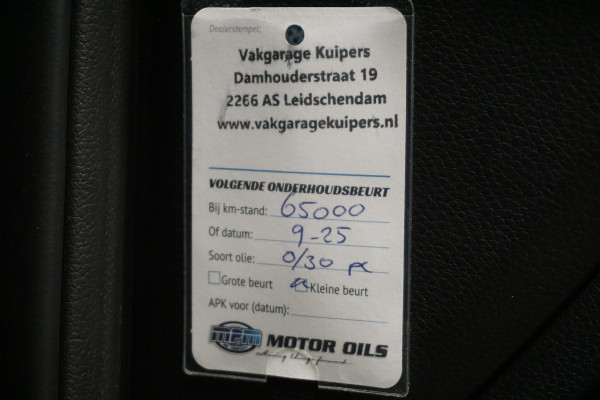 Dealerstempel:
Vakgarage Kuipers
Damhouderstraat 19
2266 AS Leidschendam
www.vakgaragekuipers.nl
VOLGENDE ONDERHOUDSBEURT
Bij km-stand: 65000
Of datum: 9-25
Soort olie: 0/30
Grote beurt Kleine beurt
APK voor (datum):
MPM MOTOR OILS